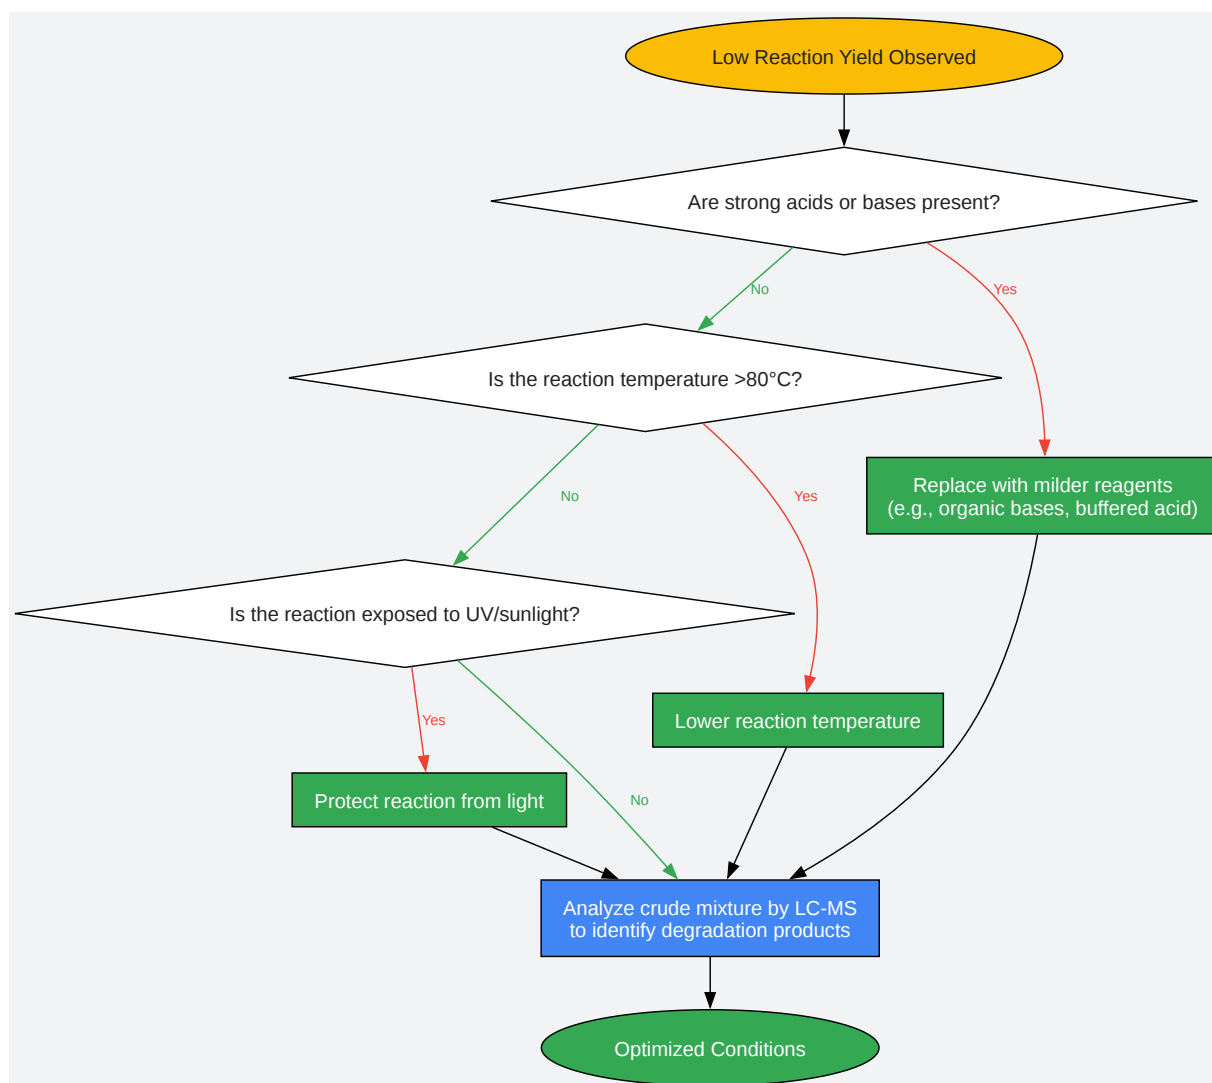 Low Reaction Yield Observed
Are strong acids or bases present?
No
Yes
Is the reaction temperature >80°C?
Replace with milder reagents
(e.g., organic bases, buffered acid)
No
Yes
Is the reaction exposed to UV/sunlight?
Yes
Lower reaction temperature
Protect reaction from light
No
Analyze crude mixture by LC-MS
to identify degradation products
Optimized Conditions